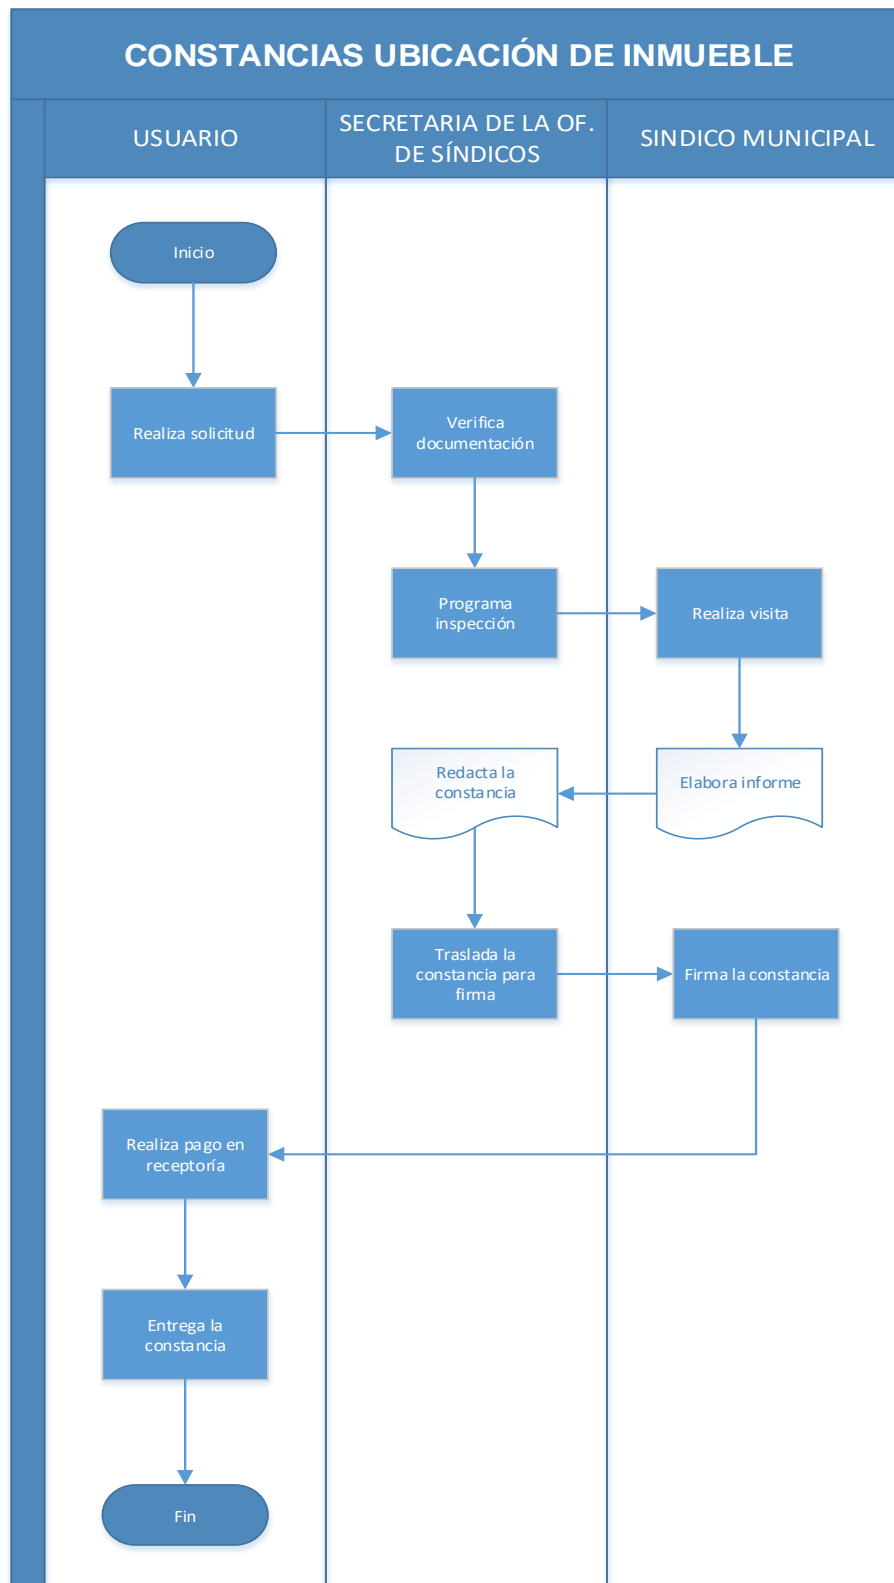 CONSTANCIAS UBICACIÓN DE INMUEBLE
USUARIO
SECRETARIA DE LA OF.
DE SÍNDICOS
SINDICO MUNICIPAL
Inicio
Realiza solicitud
Verifica
documentación
Programa
inspección
Realiza visita
Redacta la
constancia
Elabora informe
Traslada la
constancia para
firma
Firma la constancia
Realiza pago en
receptoría
Entrega la
constancia
Fin